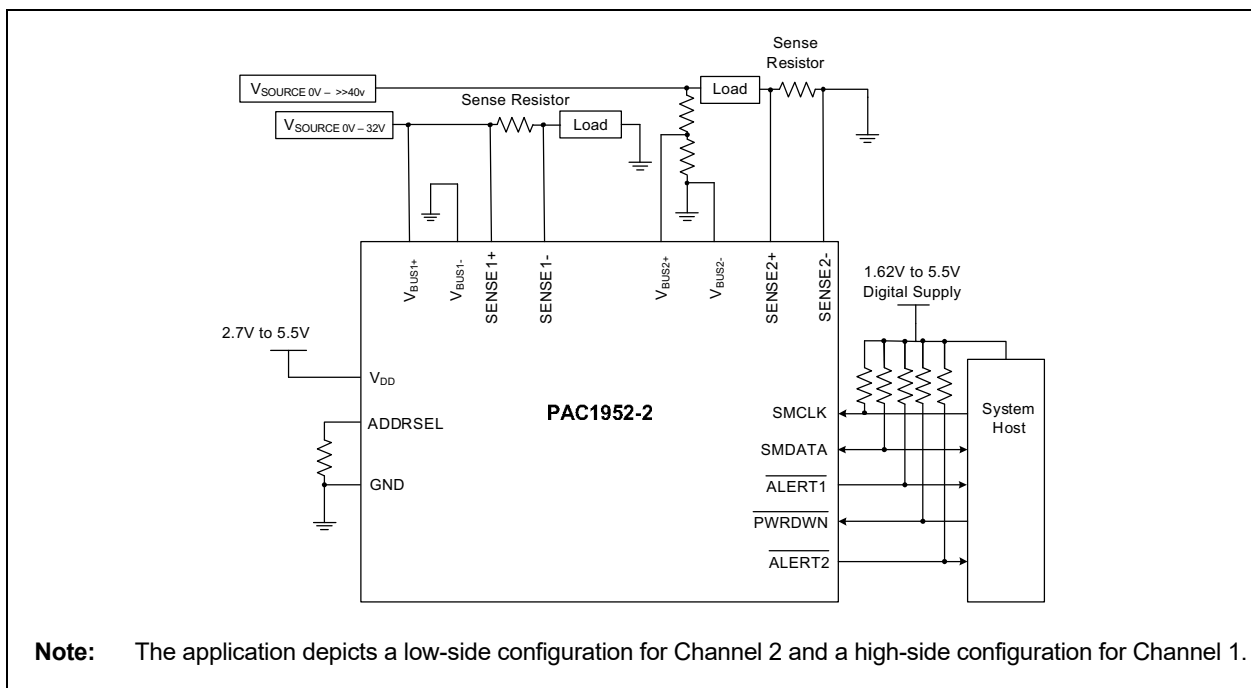 Sense
Resistor
VSOURCE 0V – >>40v
Load
Sense Resistor
VSOURCE 0V – 32V
Load
VBUS1+
VBUS1-
SENSE1+
SENSE1-
VBUS2+
VBUS2-
SENSE2+
SENSE2-
1.62V to 5.5V
Digital Supply
2.7V to 5.5V
VDD
ADDRSEL
GND
PAC1952-2
SMCLK
SMDATA
ALERT1
PWRDWN
ALERT2
System
Host
Note: The application depicts a low-side configuration for Channel 2 and a high-side configuration for Channel 1.